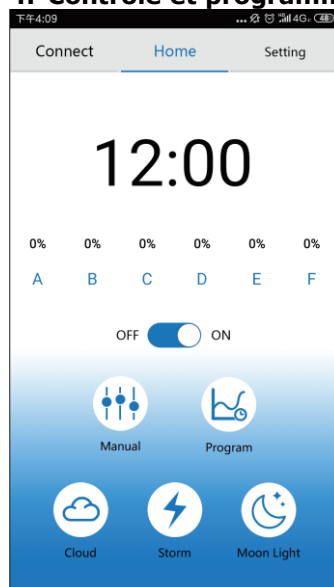 下午4:09 ... 4G
Connect Home Setting
12:00
0% 0% 0% 0% 0% 0%
A B C D E F
OFF ON
Manual Program
Cloud Storm Moon Light